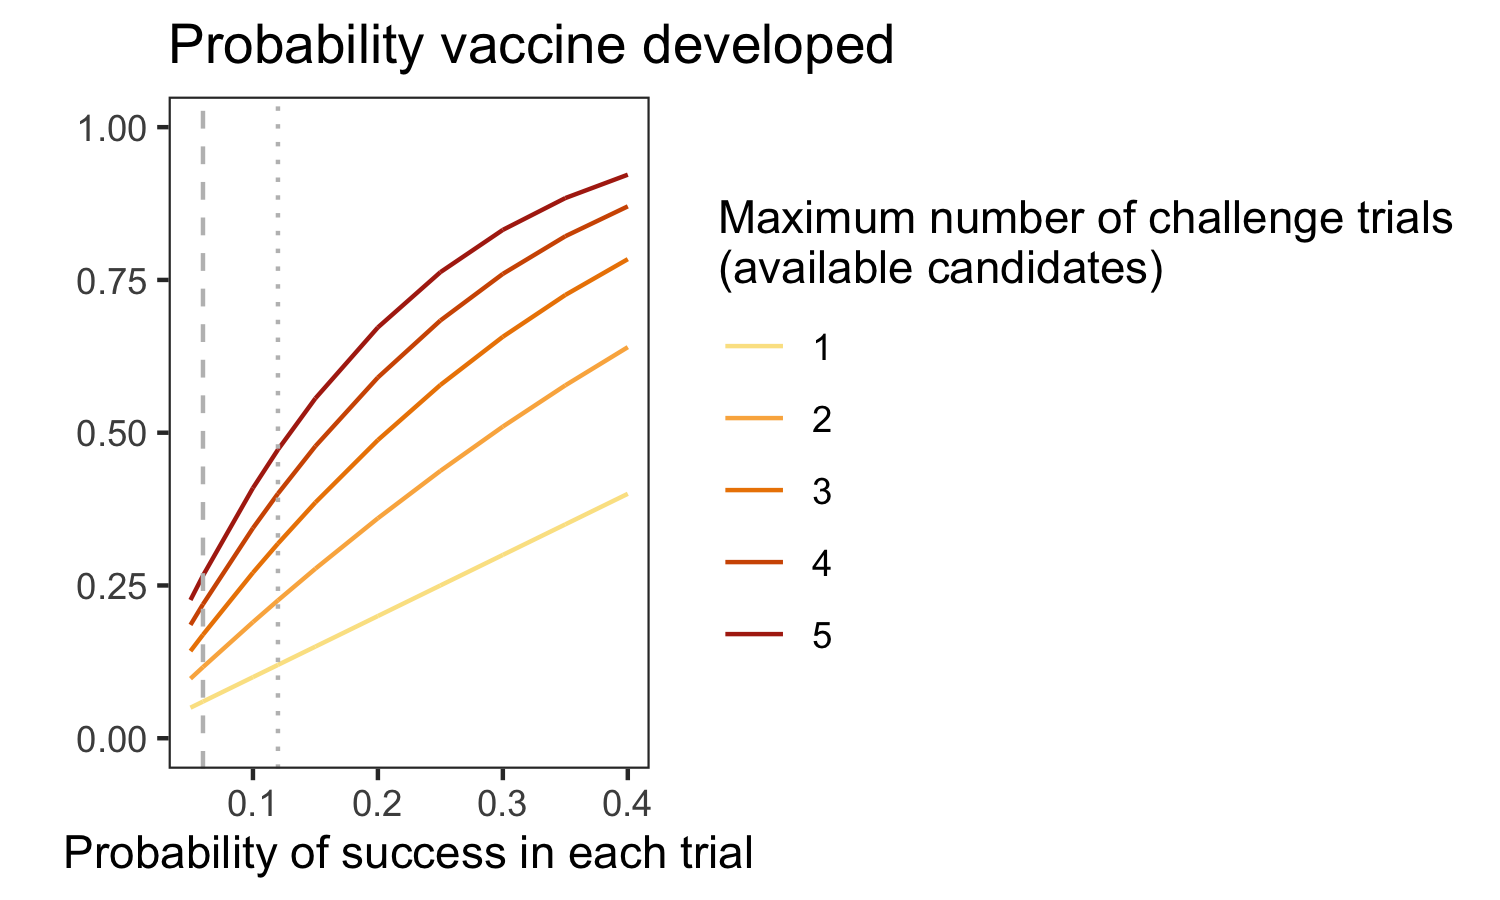 Probability vaccine developed
1.00
0.75
0.50
0.25
0.00
0.1 0.2 0.3 0.4
Probability of success in each trial
Maximum number of challenge trials
(available candidates)
1
2
3
4
5